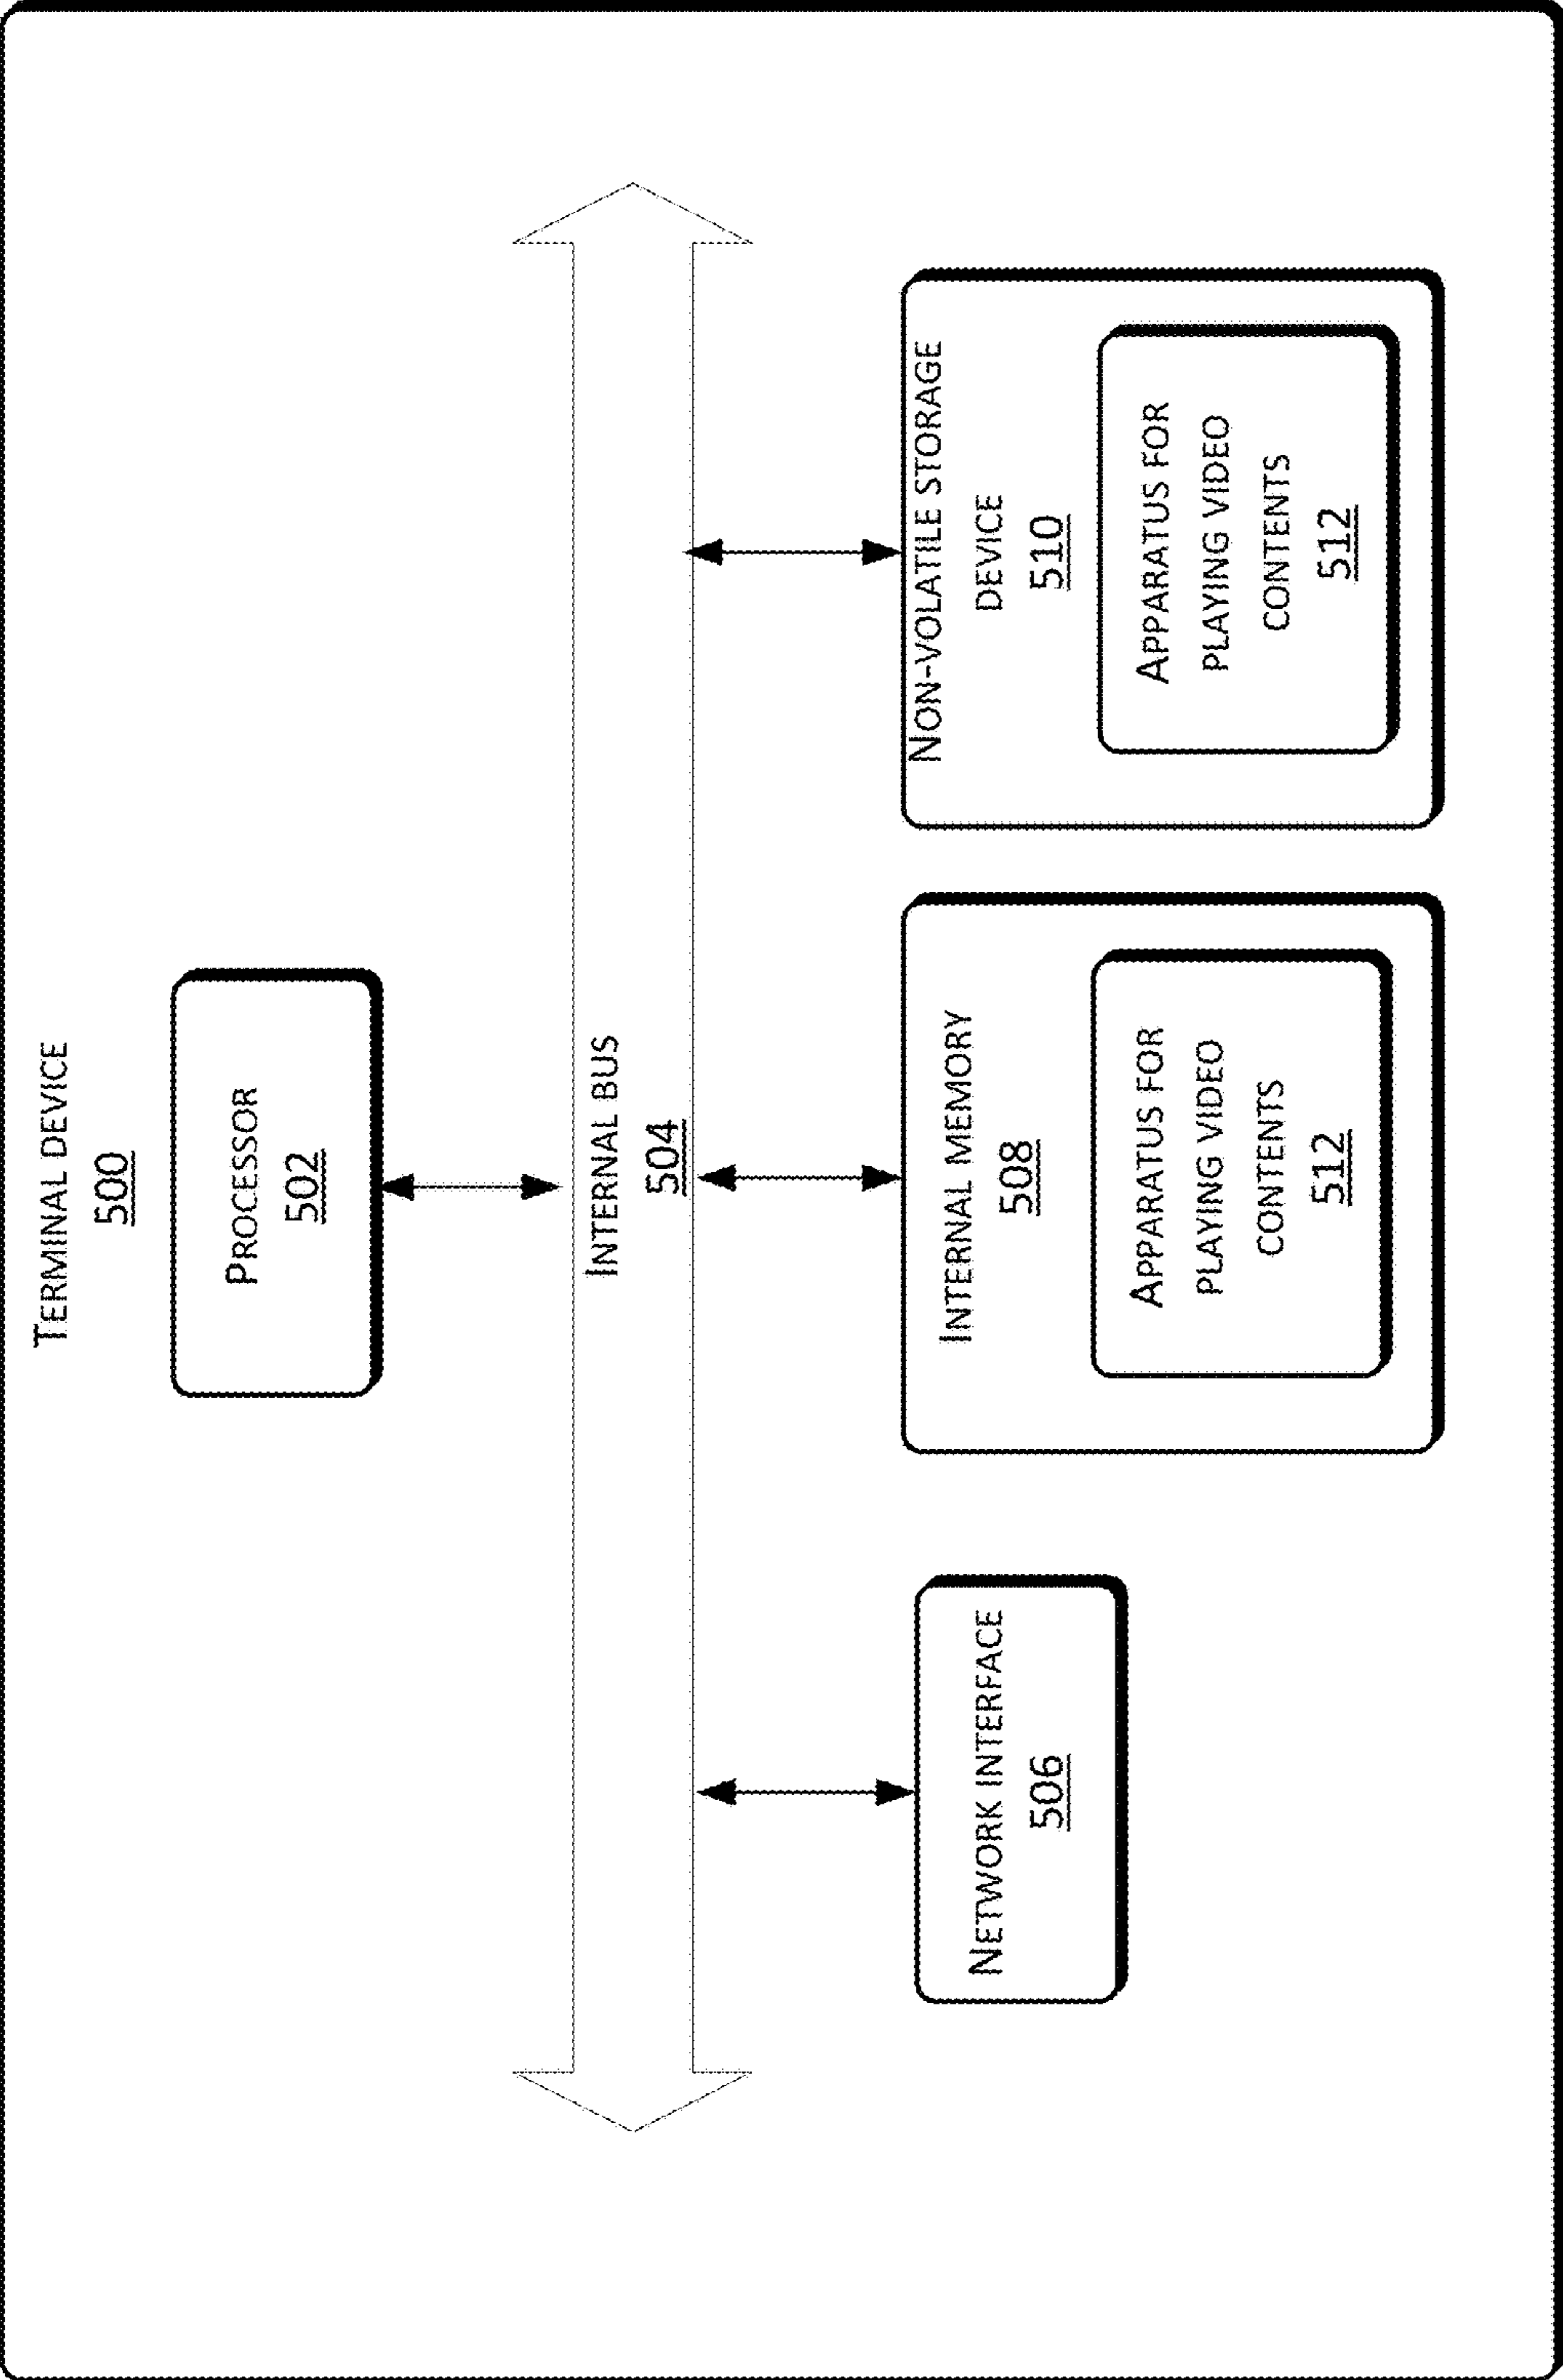 TERMINAL DEVICE
500
PROCESSOR
502
INTERNAL BUS
504
NETWORK INTERFACE
506
INTERNAL MEMORY
508
APPARATUS FOR
PLAYING VIDEO
CONTENTS
512
NON-VOLATILE STORAGE
DEVICE
510
APPARATUS FOR
PLAYING VIDEO
CONTENTS
512